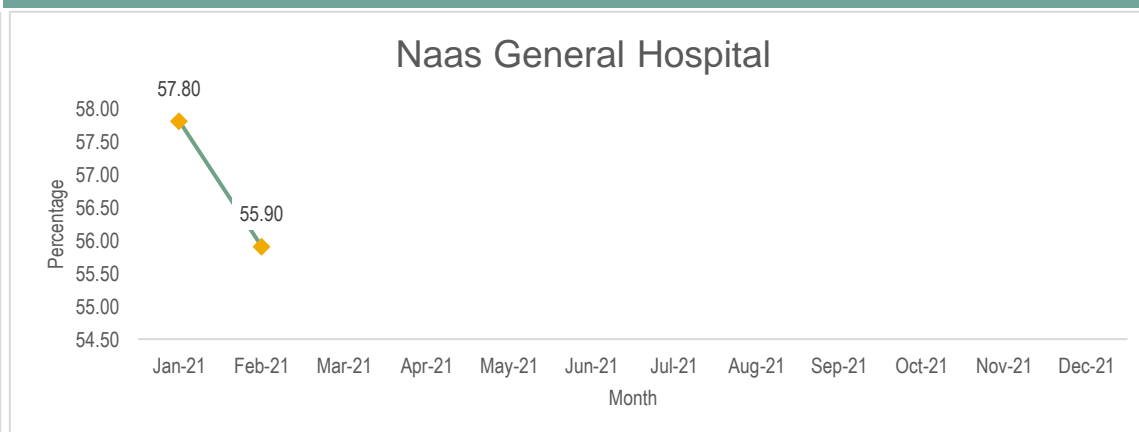 Naas General Hospital
57.80
58.00
57.50
57.00
56.50
56.00
55.50
55.00
54.50
Percentage
55.90
Jan-21 Feb-21 Mar-21 Apr-21 May-21 Jun-21 Jul-21 Aug-21 Sep-21 Oct-21 Nov-21 Dec-21
Month